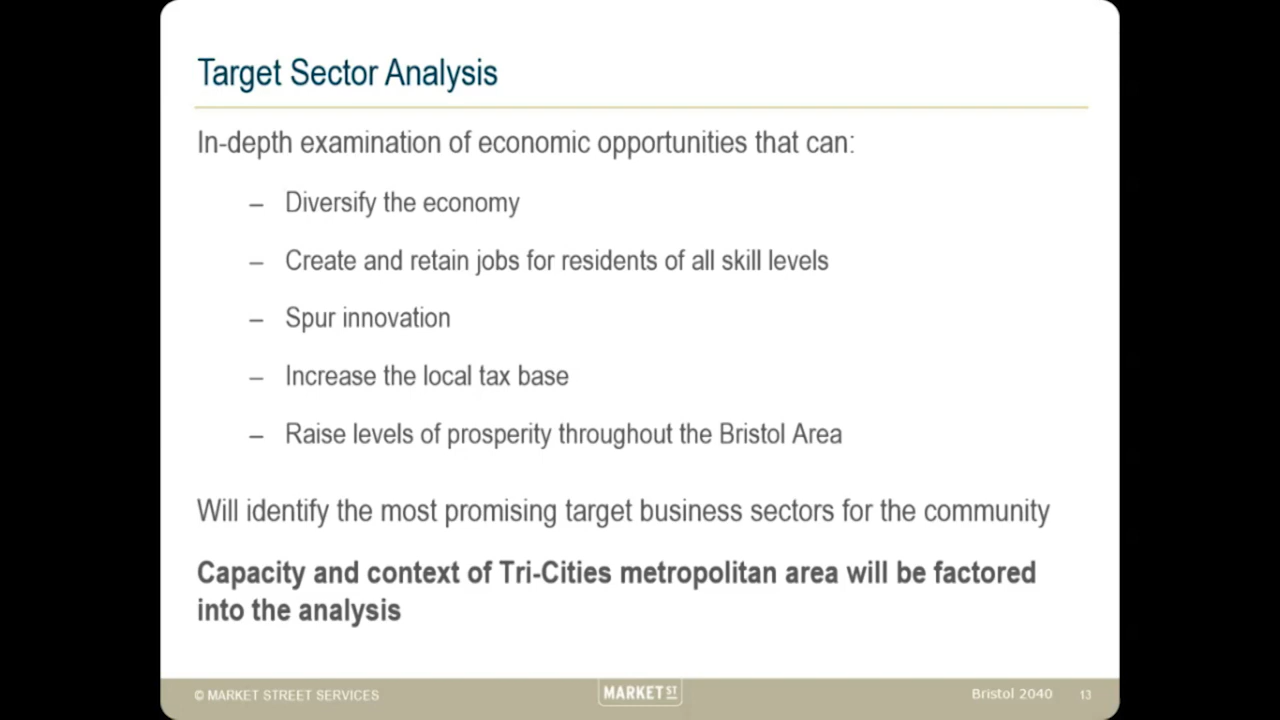 Target Sector Analysis
In-depth examination of economic opportunities that can:
– Diversify the economy
– Create and retain jobs for residents of all skill levels
– Spur innovation
– Increase the local tax base
– Raise levels of prosperity throughout the Bristol Area
Will identify the most promising target business sectors for the community
Capacity and context of Tri-Cities metropolitan area will be factored
into the analysis
© MARKET STREET SERVICES
MARKET ST
Bristol 2040 13